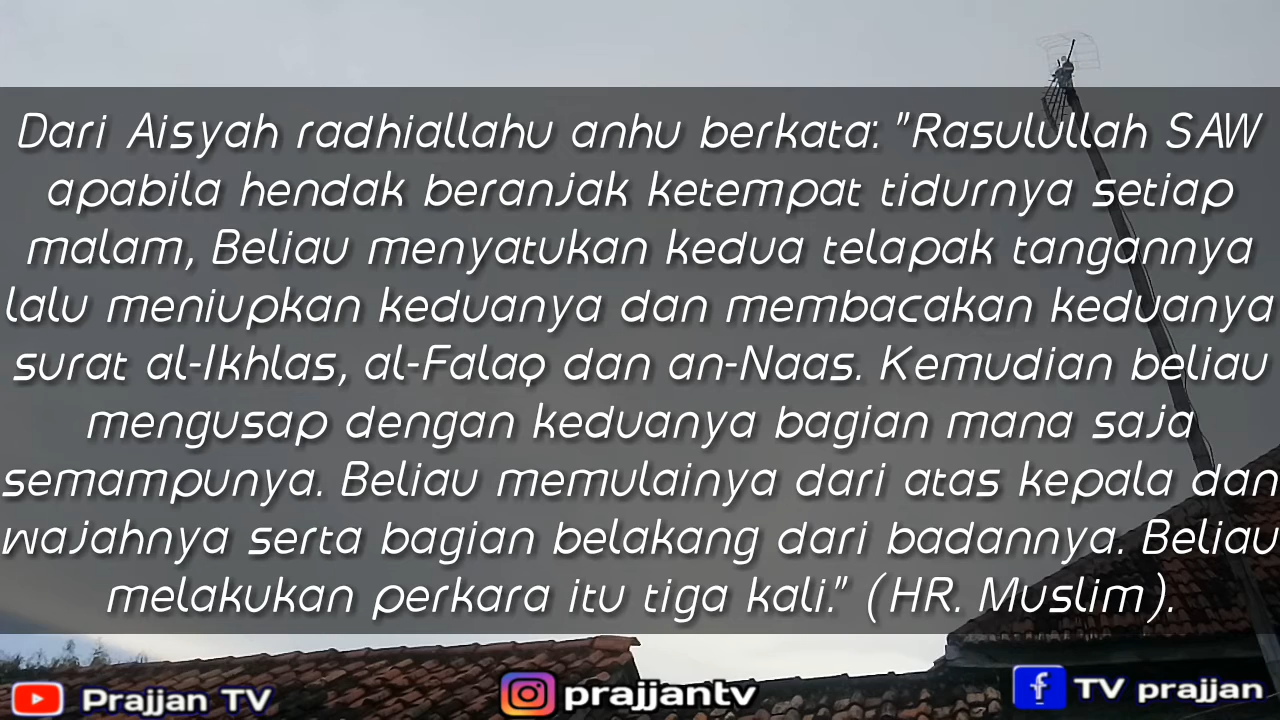 Dari Aisyah radhiallahu anhu berkata: "Rasulullah SAW
apabila hendak beranjak ketempat tidurnya setiap
malam, Beliau menyatukan kedua telapak tangannya
lalu meniupkan keduanya dan membacakan keduanya
surat al-Ikhlas, al-Falaq dan an-Naas. Kemudian beliau
mengusap dengan keduanya bagian mana saja
semampunya. Beliau memulainya dari atas kepala dan
wajahnya serta bagian belakang dari badannya. Beliau
melakukan perkara itu tiga kali." (HR. Muslim).
Prajjan TV
prajjantv
f TV prajjan